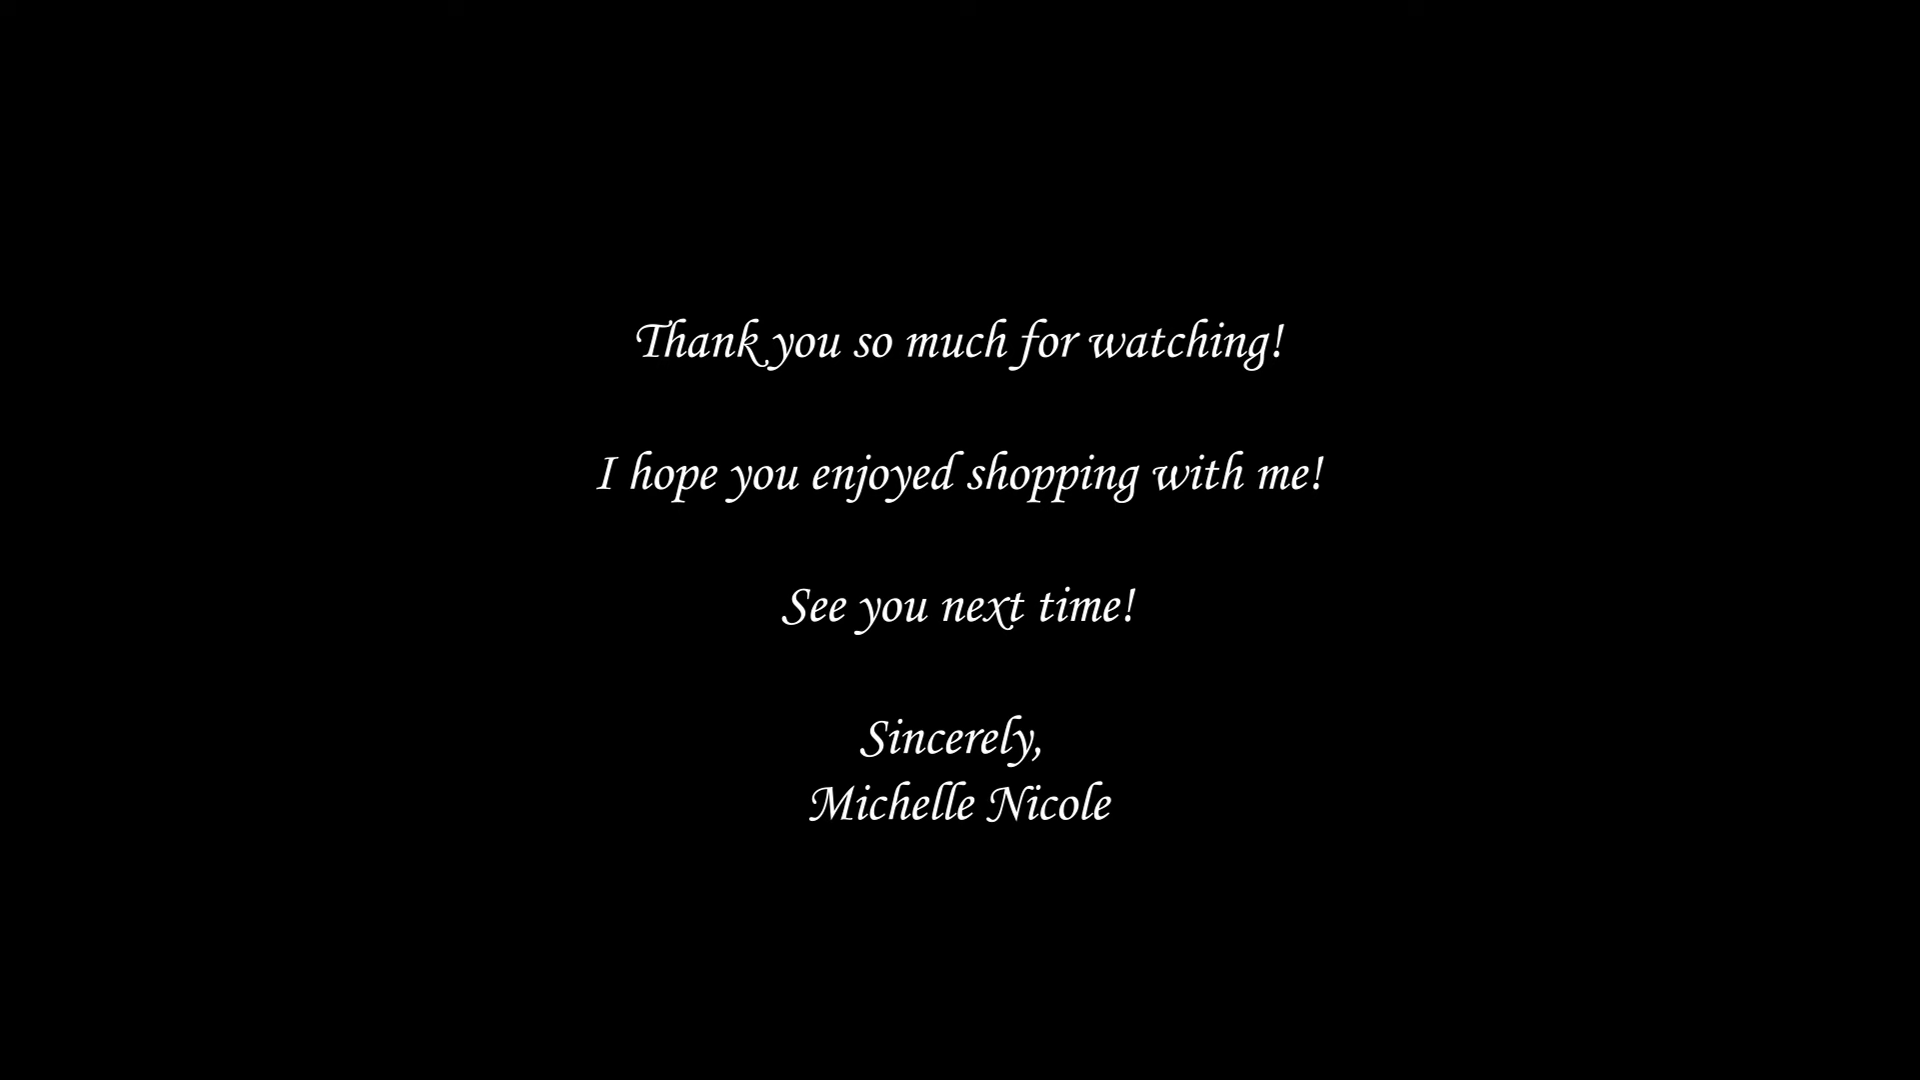 Thank you so much for watching!
I hope you enjoyed shopping with me!
See you next time!
Sincerely,
Michelle Nicole